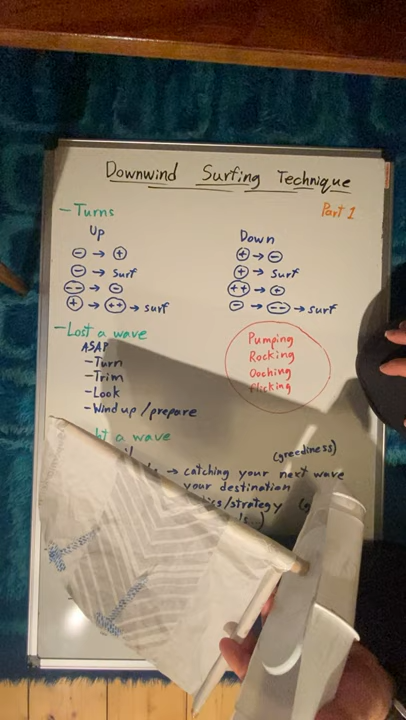 Downwind Surfing Technique
Part 1
- Turns
Up
⊖ → ⊕
⊖ → surf
(--) → ⊖
⊕ → (++) → surf
Down
⊕ → ⊖
⊕ → surf
(++) → ⊕
⊖ → (--) → surf
- Lost a wave
ASAP
- Turn
- Trim
- Look
- Wind up / prepare
Pumping
Rocking
Ooching
flicking
a wave
(greediness)
→ catching your next wave
your destination
/strategy